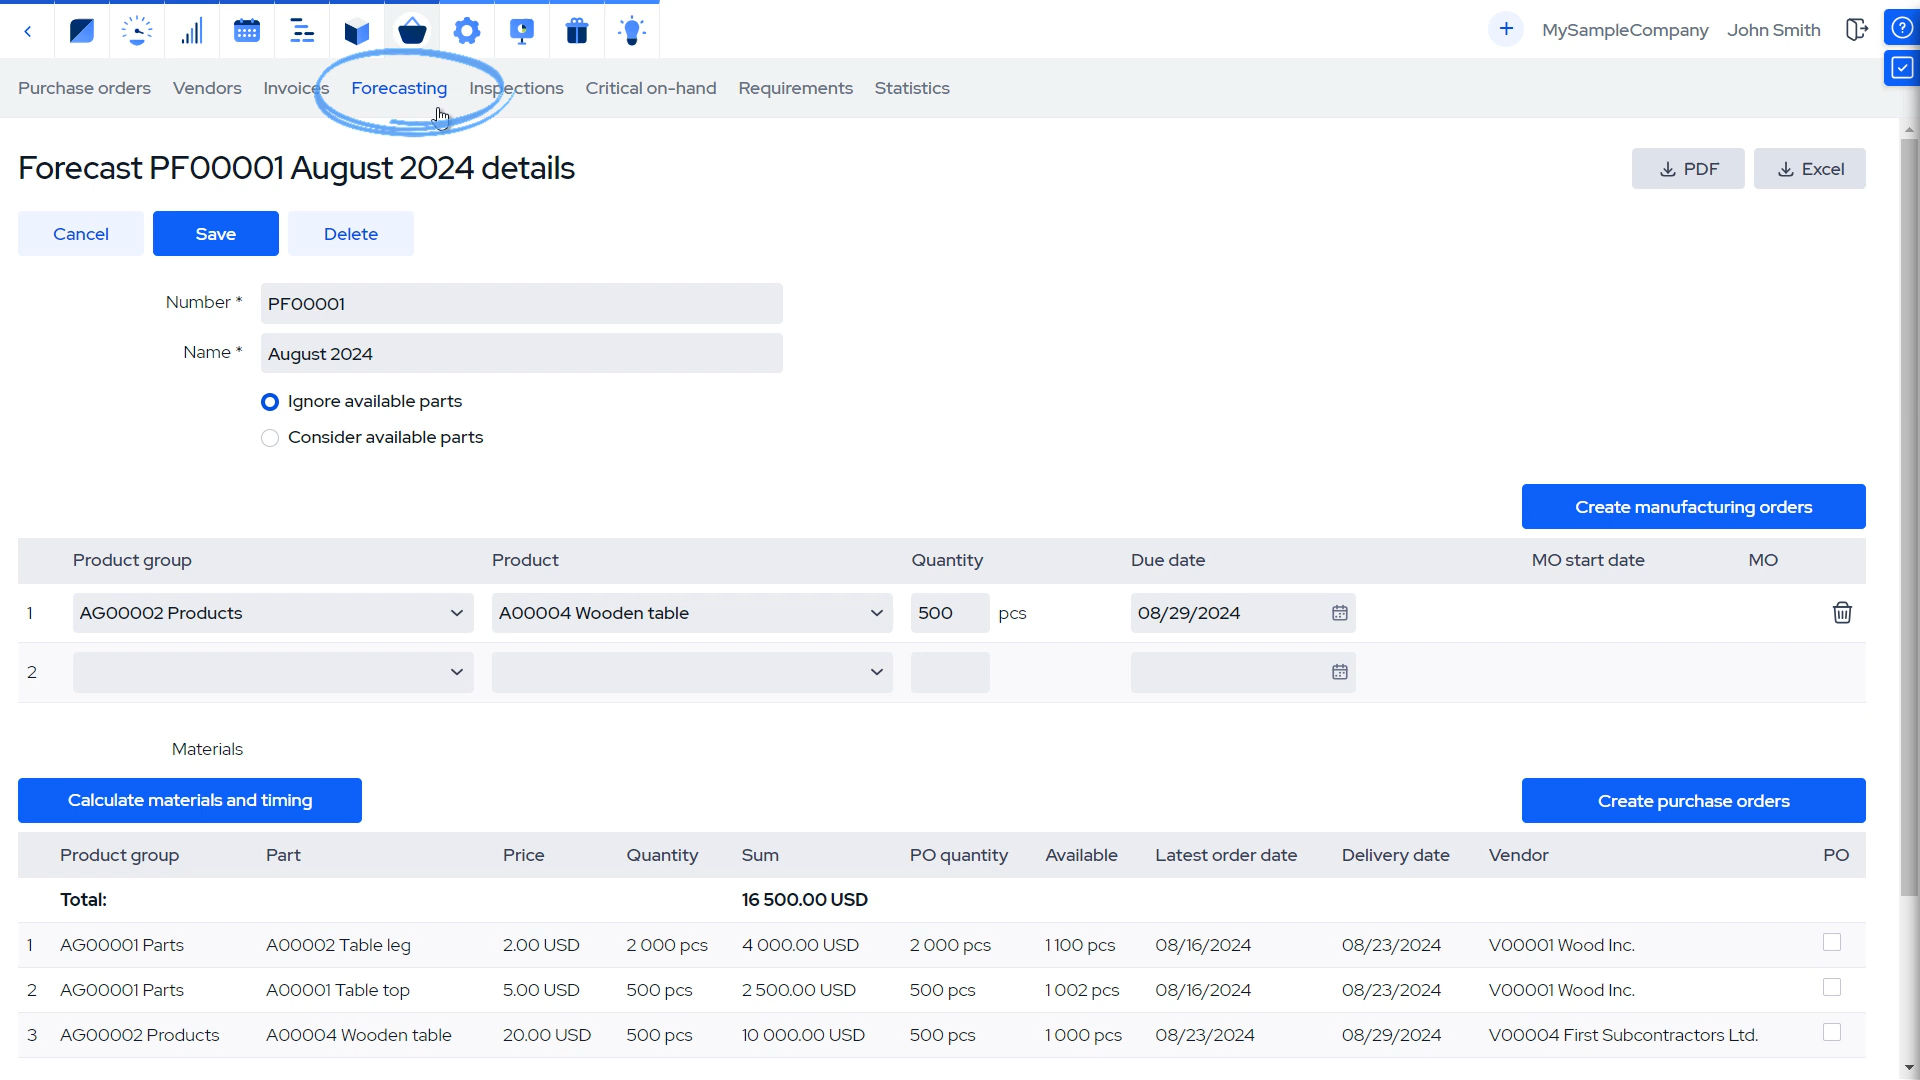 MySampleCompany John Smith
Purchase orders Vendors Invoices Forecasting Inspections Critical on-hand Requirements Statistics
Forecast PF00001 August 2024 details
PDF Excel
Cancel Save Delete
Number * PF00001
Name * August 2024
Ignore available parts
Consider available parts
Create manufacturing orders
Product group Product Quantity Due date MO start date MO
1 AG00002 Products A00004 Wooden table 500 pcs 08/29/2024
2
Materials
Calculate materials and timing Create purchase orders
Product group Part Price Quantity Sum PO quantity Available Latest order date Delivery date Vendor PO
Total: 16 500.00 USD
1 AG00001 Parts A00002 Table leg 2.00 USD 2 000 pcs 4 000.00 USD 2 000 pcs 1 100 pcs 08/16/2024 08/23/2024 V00001 Wood Inc.
2 AG00001 Parts A00001 Table top 5.00 USD 500 pcs 2 500.00 USD 500 pcs 1 002 pcs 08/16/2024 08/23/2024 V00001 Wood Inc.
3 AG00002 Products A00004 Wooden table 20.00 USD 500 pcs 10 000.00 USD 500 pcs 1 000 pcs 08/23/2024 08/29/2024 V00004 First Subcontractors Ltd.